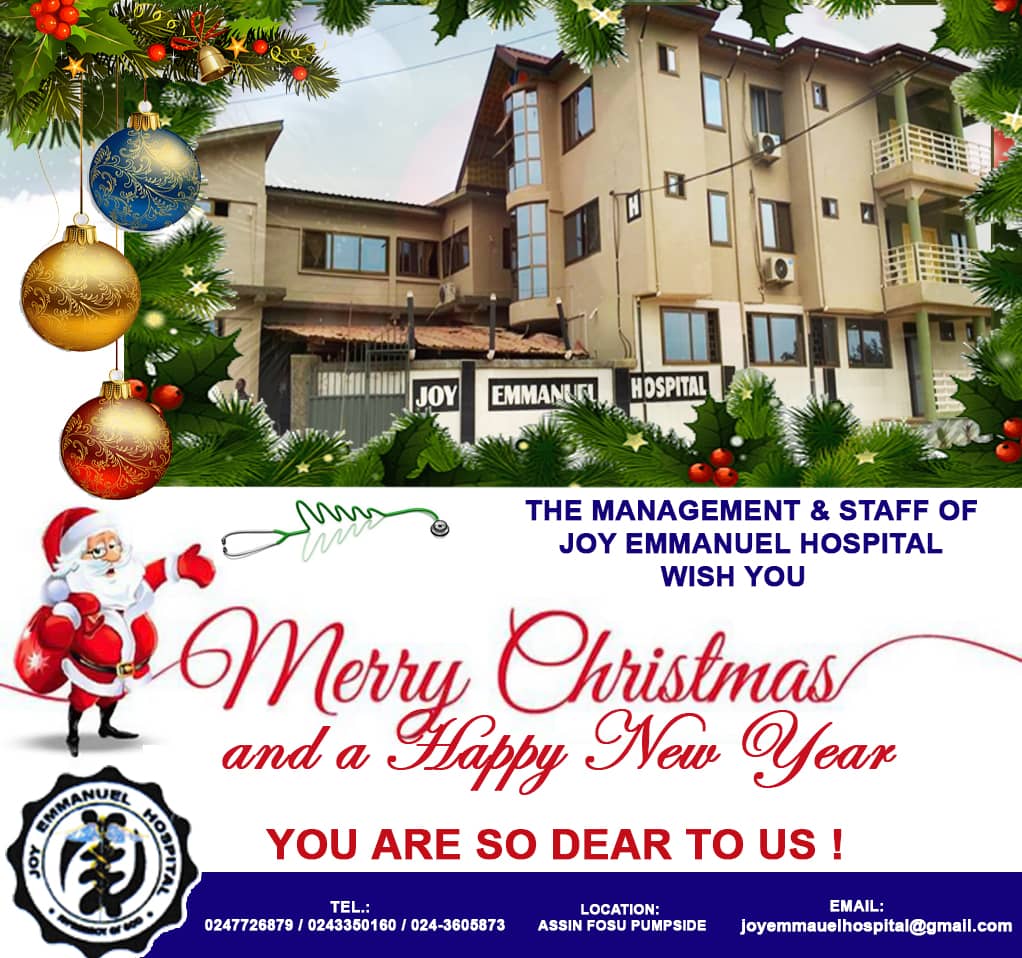 H
JOY EMMANUEL HOSPITAL
THE MANAGEMENT & STAFF OF
JOY EMMANUEL HOSPITAL
WISH YOU
Merry Christmas
and a Happy New Year
YOU ARE SO DEAR TO US !
JOY EMMANUEL HOSPITAL
TEL.:
0247726879 / 0243350160 / 024-3605873
LOCATION:
ASSIN FOSU PUMPSIDE
EMAIL:
joyemmauelhospital@gmail.com